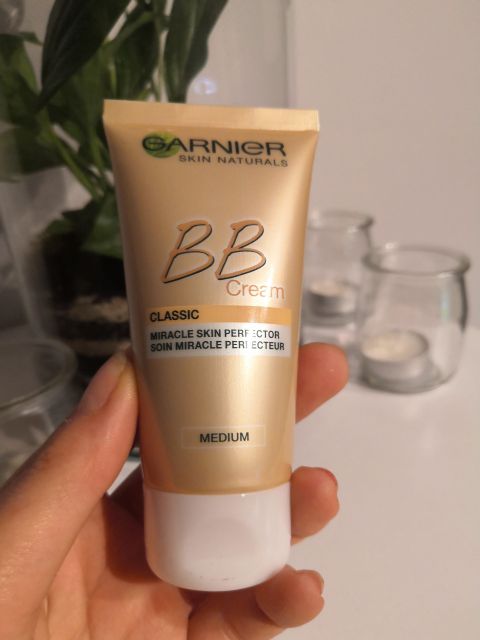 GARNIER
SKIN NATURALS
BB
Cream
CLASSIC
MIRACLE SKIN PERFECTOR
SOIN MIRACLE PERFECTEUR
MEDIUM